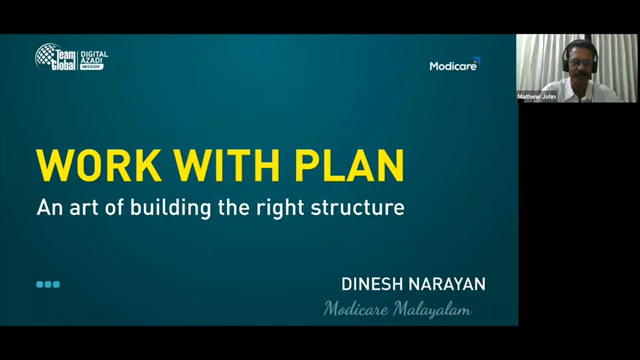 Team
Global
DIGITAL
AZADI
MISSION
Modicare
Mathew John
WORK WITH PLAN
An art of building the right structure
DINESH NARAYAN
Modicare Malayalam